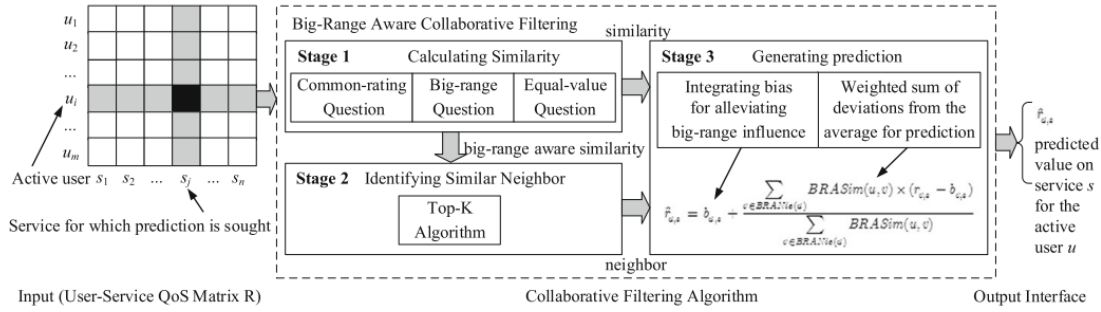 u1
u2
...
ui
...
um
Active user
s1 s2 ... sj ... sn
Service for which prediction is sought
Input (User-Service QoS Matrix R)
Big-Range Aware Collaborative Filtering
similarity
Stage 1 Calculating Similarity
Common-rating Question
Big-range Question
Equal-value Question
big-range aware similarity
Stage 2 Identifying Similar Neighbor
Top-K
Algorithm
neighbor
Stage 3 Generating prediction
Integrating bias
for alleviating
big-range influence
Weighted sum of
deviations from the
average for prediction
r̂u,s = bu,s + ∑v∈BRANie(u) BRASim(u,v) × (rv,s − bv,s) / ∑v∈BRANie(u) BRASim(u,v)
Collaborative Filtering Algorithm
r̂u,s
predicted
value on
service s
for the
active
user u
Output Interface